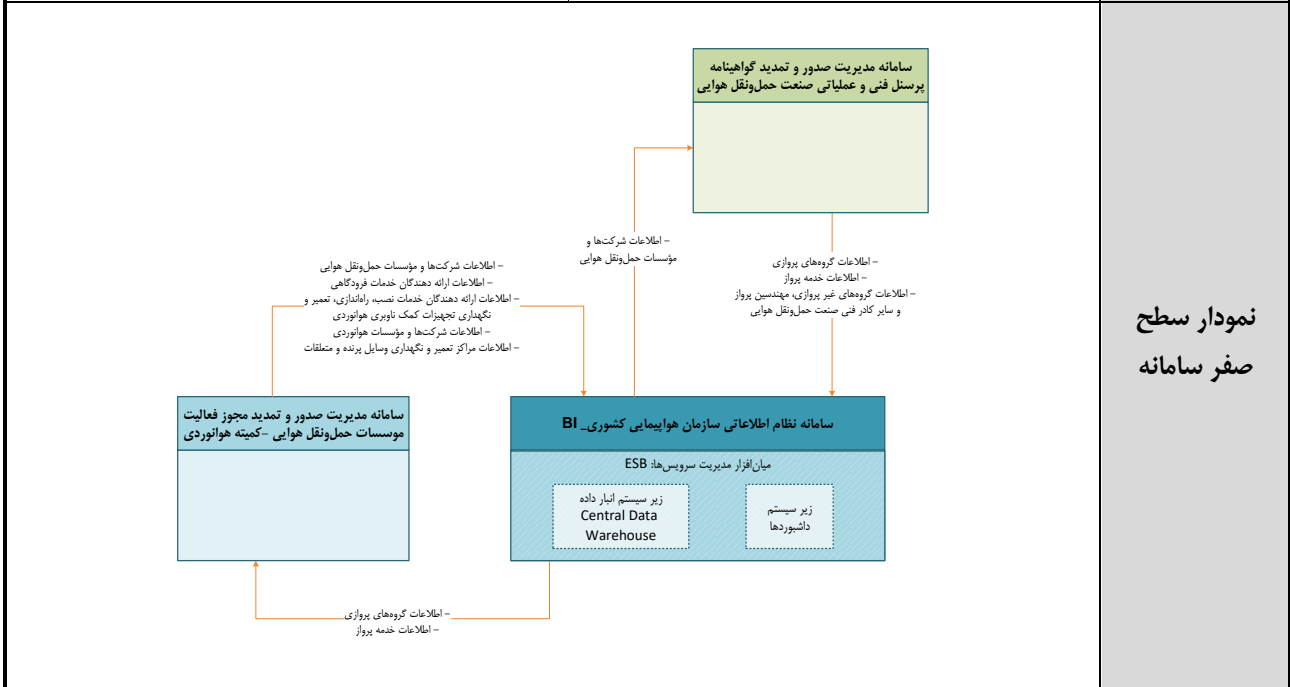 نمودار سطح
صفر سامانه
سامانه مدیریت صدور و تمدید گواهینامه
پرسنل فنی و عملیاتی صنعت حمل‌ونقل هوایی
– اطلاعات شرکت‌ها و
مؤسسات حمل‌ونقل هوایی
– اطلاعات گروه‌های پروازی
– اطلاعات خدمه پرواز
– اطلاعات گروه‌های غیر پروازی، مهندسین پرواز
و سایر کادر فنی صنعت حمل‌ونقل هوایی
– اطلاعات شرکت‌ها و مؤسسات حمل‌ونقل هوایی
– اطلاعات ارائه دهندگان خدمات فرودگاهی
– اطلاعات ارائه دهندگان خدمات نصب، راه‌اندازی، تعمیر و
نگهداری تجهیزات کمک ناوبری هوانوردی
– اطلاعات شرکت‌ها و مؤسسات هوانوردی
– اطلاعات مراکز تعمیر و نگهداری وسایل پرنده و متعلقات
سامانه نظام اطلاعاتی سازمان هواپیمایی کشوری_ BI
میان‌افزار مدیریت سرویس‌ها: ESB
زیر سیستم
داشبوردها
زیر سیستم انبار داده
Central Data
Warehouse
سامانه مدیریت صدور و تمدید مجوز فعالیت
موسسات حمل‌ونقل هوایی –کمیته هوانوردی
– اطلاعات گروه‌های پروازی
– اطلاعات خدمه پرواز